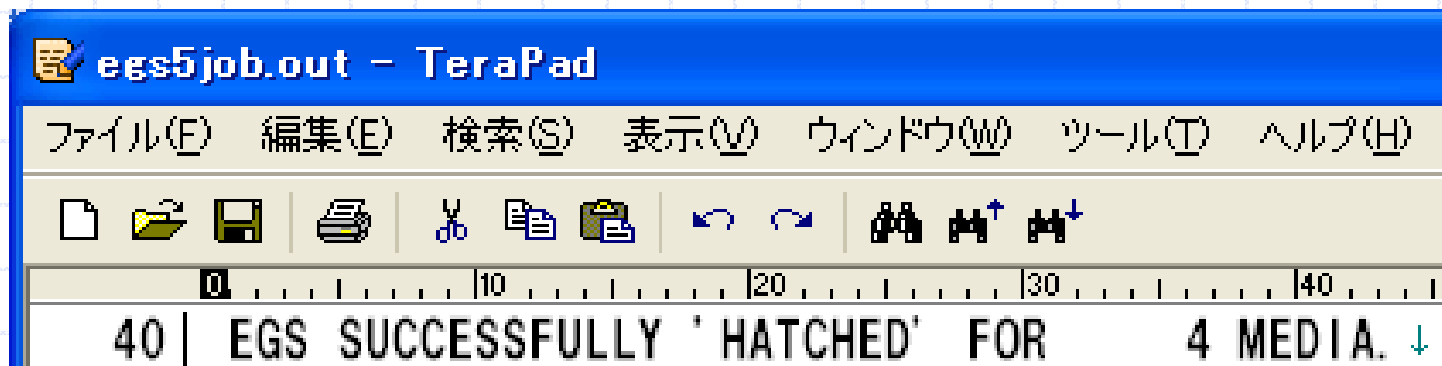 egs5job.out - TeraPad
ファイル(F) 編集(E) 検索(S) 表示(V) ウィンドウ(W) ツール(T) ヘルプ(H)
0 10 20 30 40
40 EGS SUCCESSFULLY 'HATCHED' FOR 4 MEDIA.↓